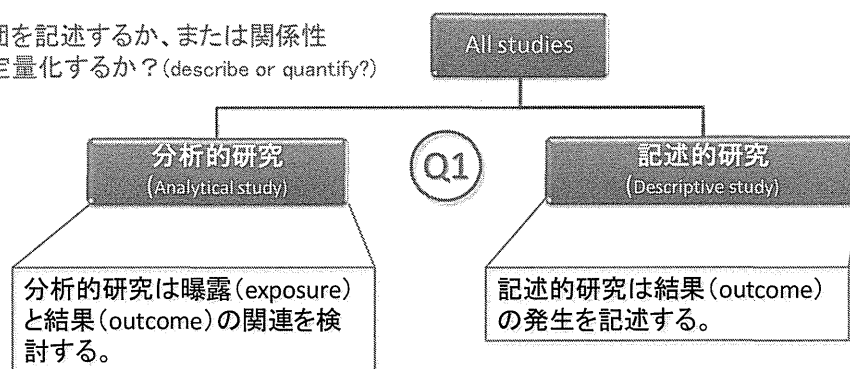 を記述するか、または関係性
量化するか？(describe or quantify?)
All studies
分析的研究
(Analytical study)
Q1
記述的研究
(Descriptive study)
分析的研究は曝露(exposure)
と結果(outcome)の関連を検
討する。
記述的研究は結果(outcome)
の発生を記述する。